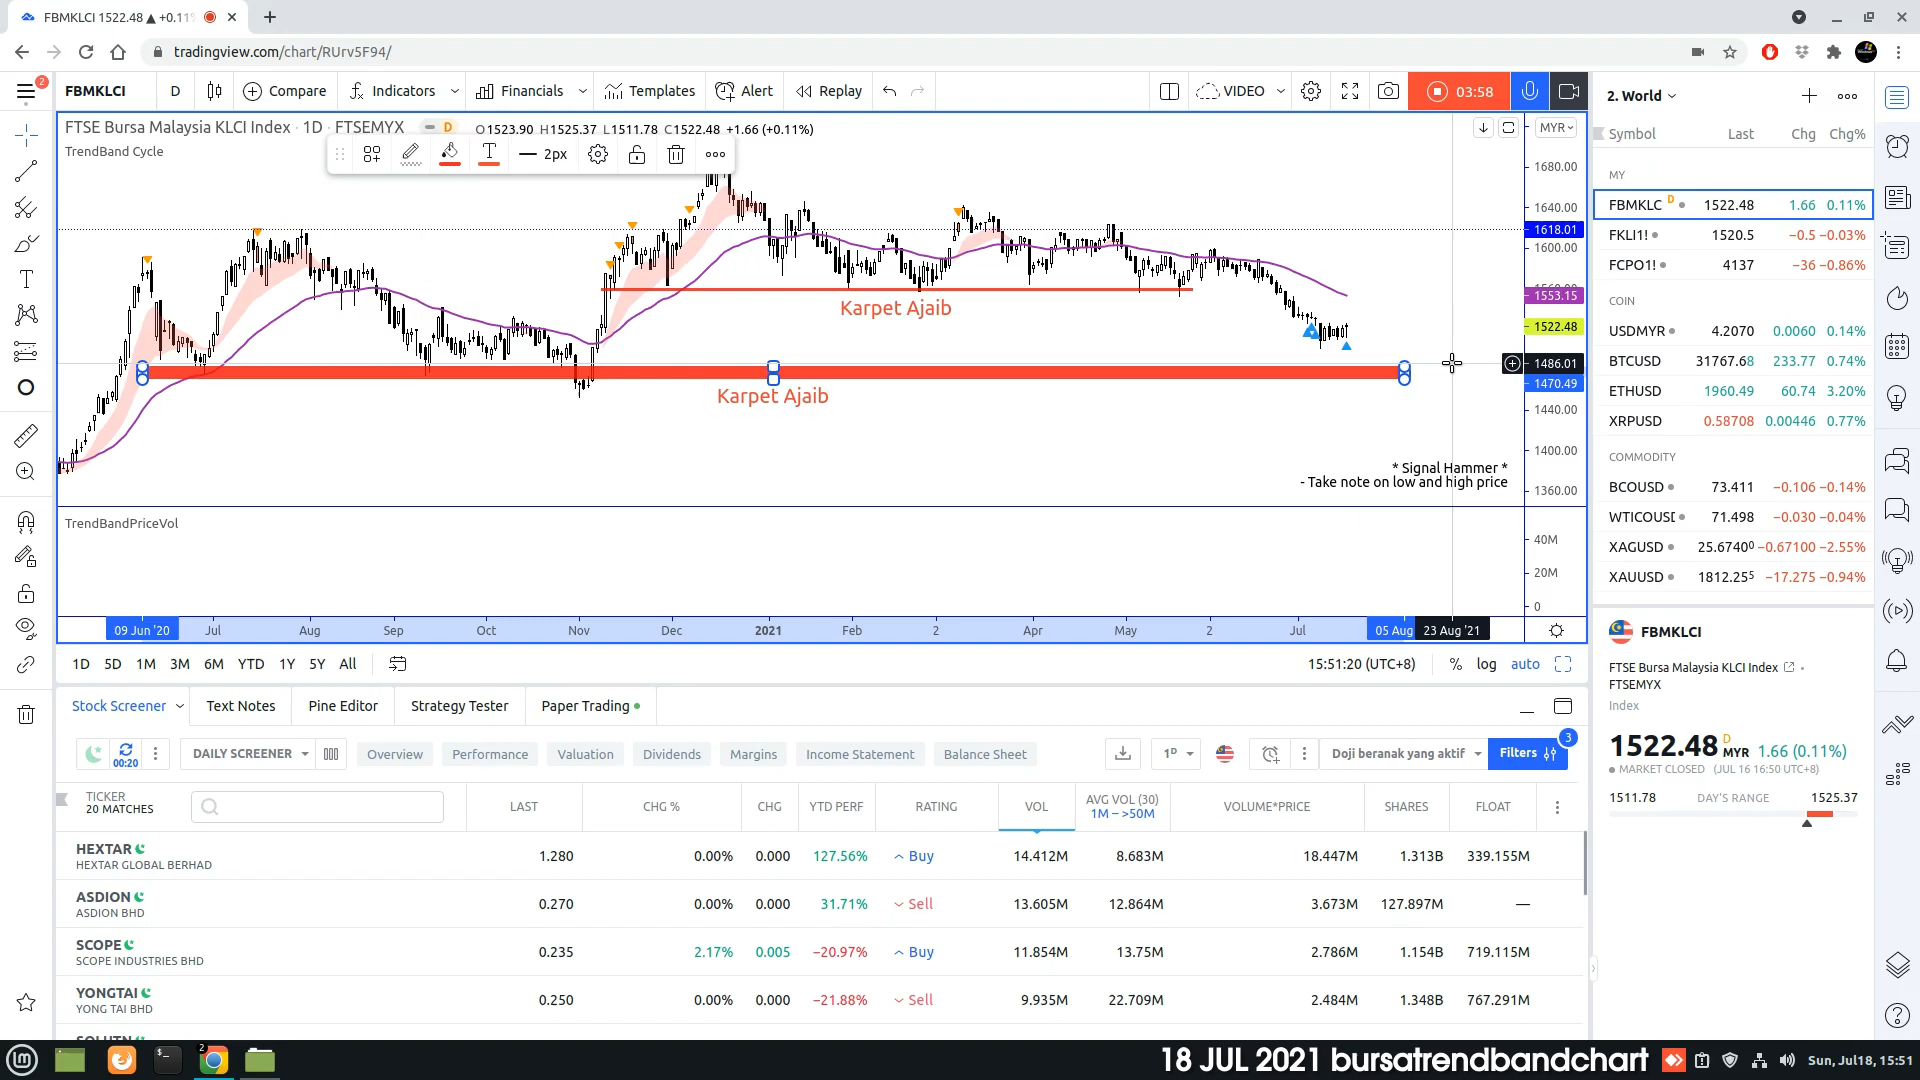 FBMKLCI 1522.48 ▲ +0.11%
tradingview.com/chart/RUrv5F94/
2
FBMKLCI D Compare Indicators Financials Templates Alert Replay VIDEO 03:58
FTSE Bursa Malaysia KLCI Index · 1D · FTSEMYX D O1523.90 H1525.37 L1511.78 C1522.48 +1.66 (+0.11%)
TrendBand Cycle
2px
MYR
1680.00
1640.00
1618.01
1600.00
1560.00
1553.15
1522.48
1486.01
1470.49
1440.00
1400.00
1360.00
Karpet Ajaib
Karpet Ajaib
* Signal Hammer *
- Take note on low and high price
TrendBandPriceVol
40M
20M
0
09 Jun '20 Jul Aug Sep Oct Nov Dec 2021 Feb 2 Apr May 2 Jul 05 Aug 23 Aug '21
1D 5D 1M 3M 6M YTD 1Y 5Y All 15:51:20 (UTC+8) % log auto
Stock Screener Text Notes Pine Editor Strategy Tester Paper Trading
00:20 DAILY SCREENER Overview Performance Valuation Dividends Margins Income Statement Balance Sheet 1D Doji beranak yang aktif Filters 3
TICKER
20 MATCHES
LAST CHG % CHG YTD PERF RATING VOL AVG VOL (30) VOLUME*PRICE SHARES FLOAT
1M – >50M
HEXTAR 1.280 0.00% 0.000 127.56% Buy 14.412M 8.683M 18.447M 1.313B 339.155M
HEXTAR GLOBAL BERHAD
ASDION 0.270 0.00% 0.000 31.71% Sell 13.605M 12.864M 3.673M 127.897M —
ASDION BHD
SCOPE 0.235 2.17% 0.005 −20.97% Buy 11.854M 13.75M 2.786M 1.154B 719.115M
SCOPE INDUSTRIES BHD
YONGTAI 0.250 0.00% 0.000 −21.88% Sell 9.935M 22.709M 2.484M 1.348B 767.291M
YONG TAI BHD
2. World
Symbol Last Chg Chg%
MY
FBMKLC D 1522.48 1.66 0.11%
FKLI1! 1520.5 −0.5 −0.03%
FCPO1! 4137 −36 −0.86%
COIN
USDMYR 4.2070 0.0060 0.14%
BTCUSD 31767.68 233.77 0.74%
ETHUSD 1960.49 60.74 3.20%
XRPUSD 0.58708 0.00446 0.77%
COMMODITY
BCOUSD 73.411 −0.106 −0.14%
WTICOUSD 71.498 −0.030 −0.04%
XAGUSD 25.6740⁰ −0.67100 −2.55%
XAUUSD 1812.25⁵ −17.275 −0.94%
FBMKLCI
FTSE Bursa Malaysia KLCI Index
FTSEMYX
Index
1522.48 D MYR 1.66 (0.11%)
MARKET CLOSED (JUL 16 16:50 UTC+8)
1511.78 DAY'S RANGE 1525.37
2
18 JUL 2021 bursatrendbandchart Sun, Jul18, 15:51